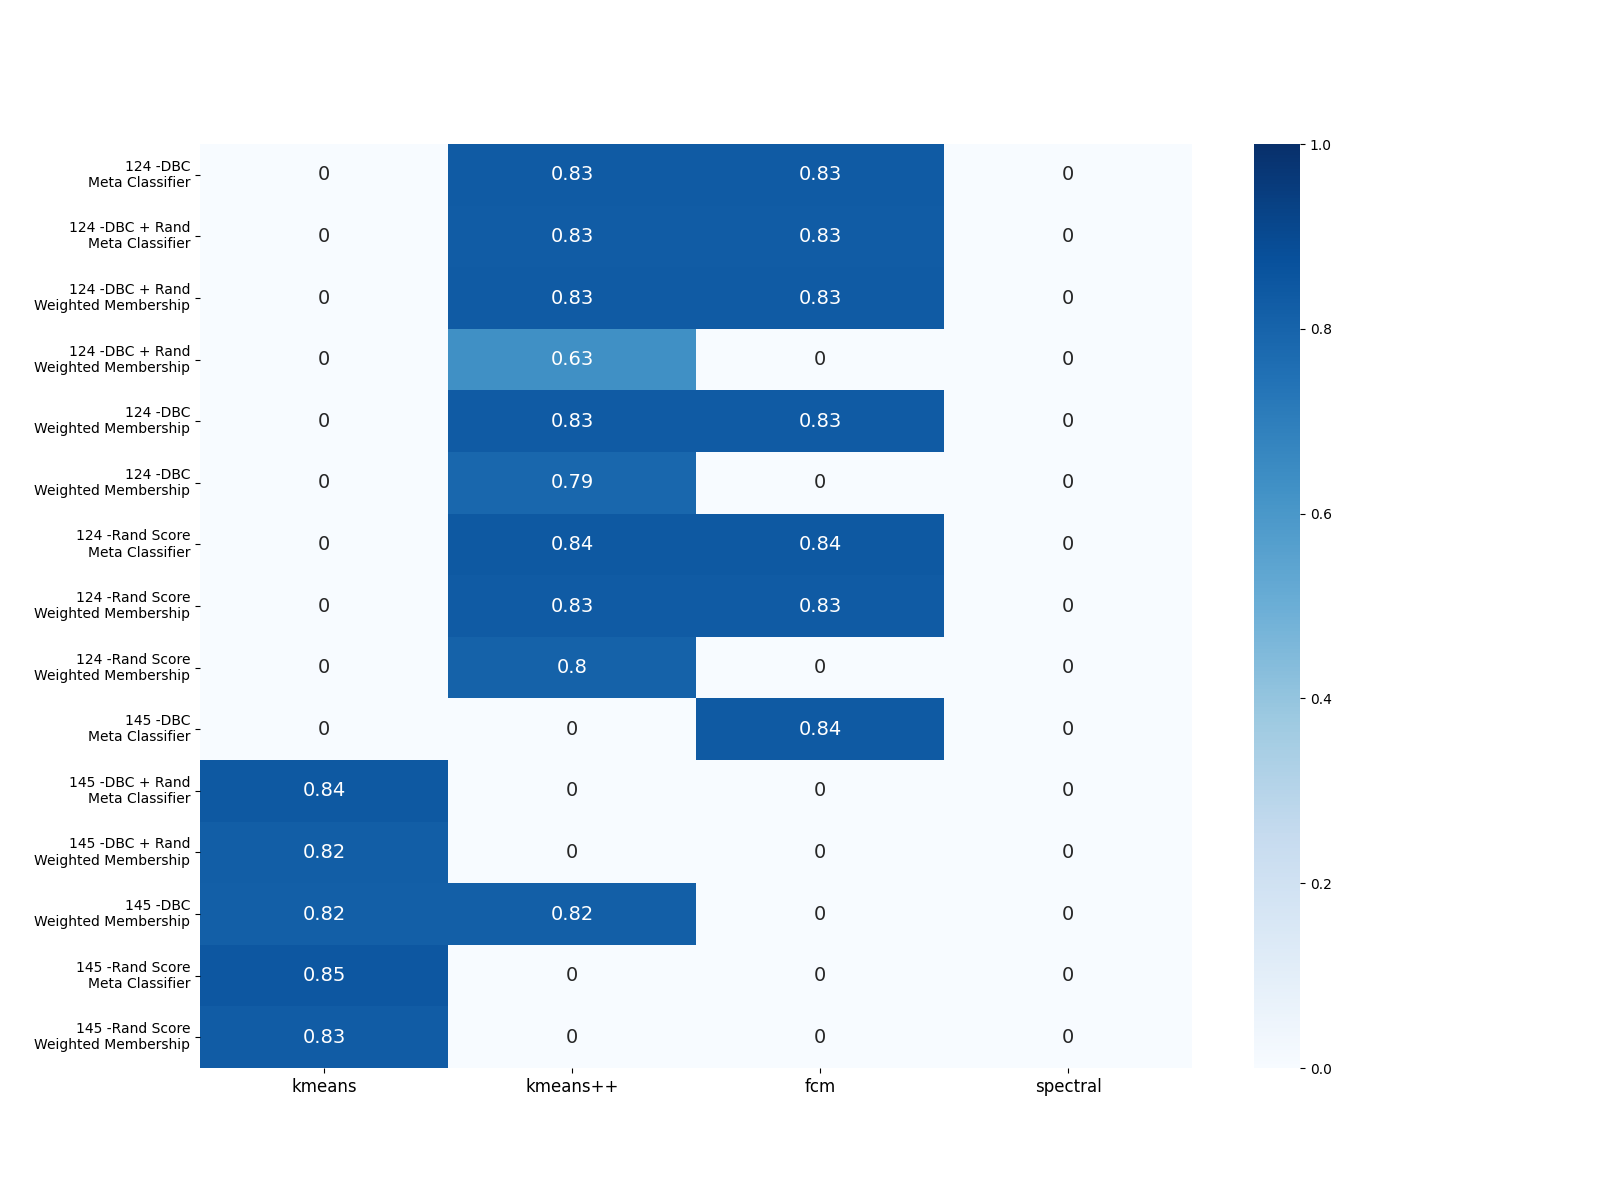 124 -DBC
Meta Classifier
0 0.83 0.83 0
124 -DBC + Rand
Meta Classifier
0 0.83 0.83 0
124 -DBC + Rand
Weighted Membership
0 0.83 0.83 0
124 -DBC + Rand
Weighted Membership
0 0.63 0 0
124 -DBC
Weighted Membership
0 0.83 0.83 0
124 -DBC
Weighted Membership
0 0.79 0 0
124 -Rand Score
Meta Classifier
0 0.84 0.84 0
124 -Rand Score
Weighted Membership
0 0.83 0.83 0
124 -Rand Score
Weighted Membership
0 0.8 0 0
145 -DBC
Meta Classifier
0 0 0.84 0
145 -DBC + Rand
Meta Classifier
0.84 0 0 0
145 -DBC + Rand
Weighted Membership
0.82 0 0 0
145 -DBC
Weighted Membership
0.82 0.82 0 0
145 -Rand Score
Meta Classifier
0.85 0 0 0
145 -Rand Score
Weighted Membership
0.83 0 0 0
kmeans kmeans++ fcm spectral
1.0
0.8
0.6
0.4
0.2
0.0